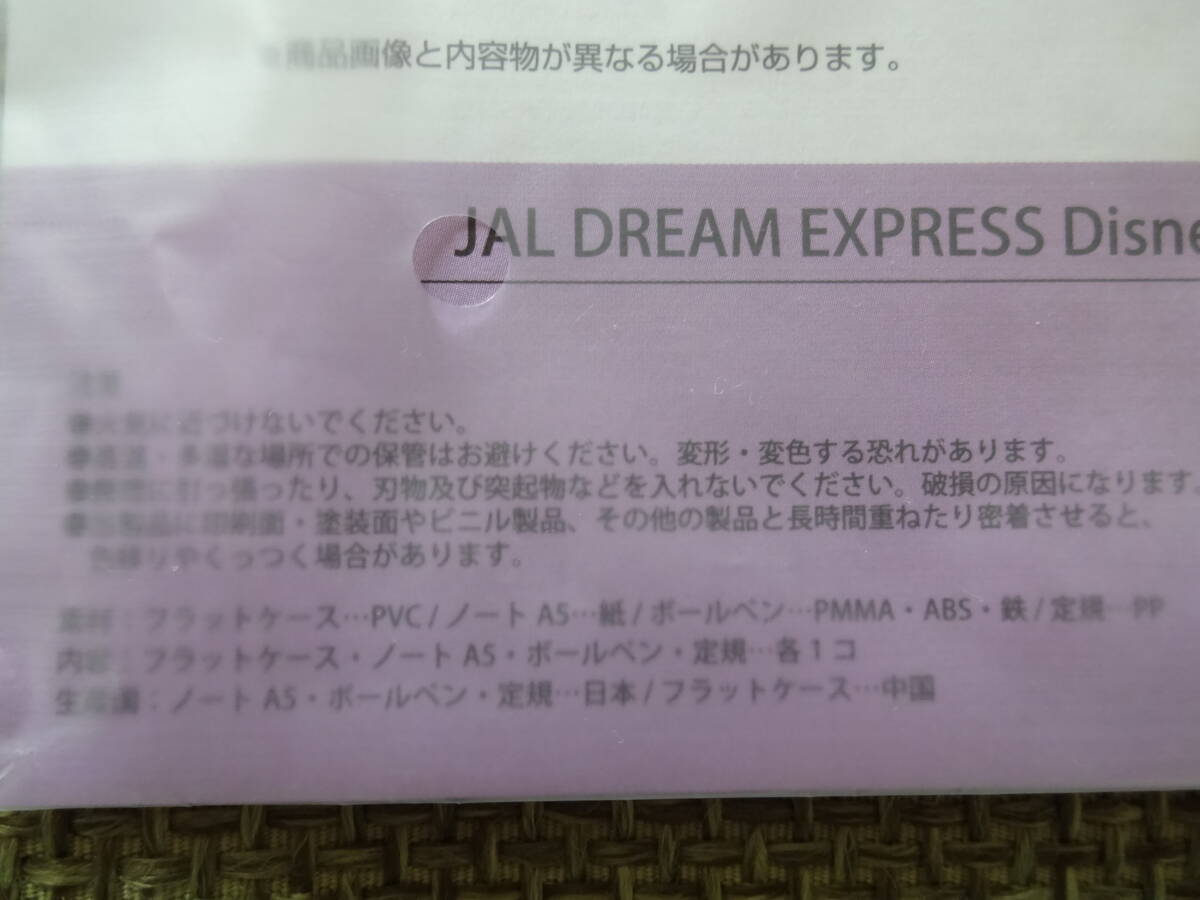 ※商品画像と内容物が異なる場合があります。
JAL DREAM EXPRESS Disne
注意
●火気に近づけないでください。
●高温・多湿な場所での保管はお避けください。変形・変色する恐れがあります。
●無理に引っ張ったり、刃物及び突起物などを入れないでください。破損の原因になります。
●当製品に印刷面・塗装面やビニル製品、その他の製品と長時間重ねたり密着させると、
色移りやくっつく場合があります。
素材：フラットケース…PVC / ノート A5…紙 / ボールペン…PMMA・ABS・鉄 / 定規…PP
内容：フラットケース・ノート A5・ボールペン・定規…各1コ
生産国：ノート A5・ボールペン・定規…日本 / フラットケース…中国